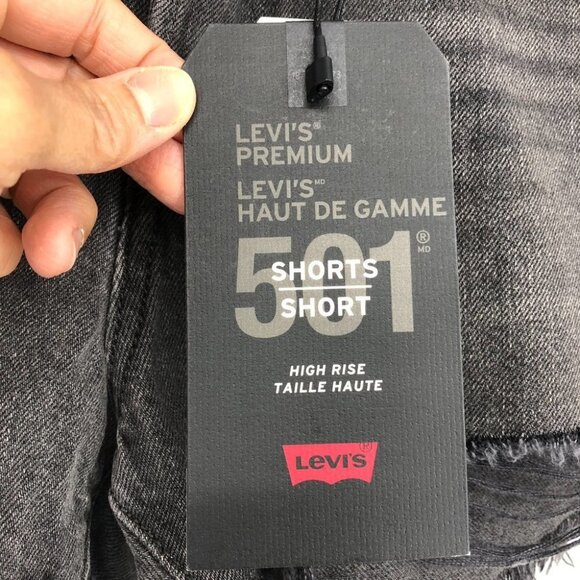 LEVI'S®
PREMIUM
LEVI'S MD
HAUT DE GAMME
501® MD
SHORTS
SHORT
HIGH RISE
TAILLE HAUTE
Levi's ®